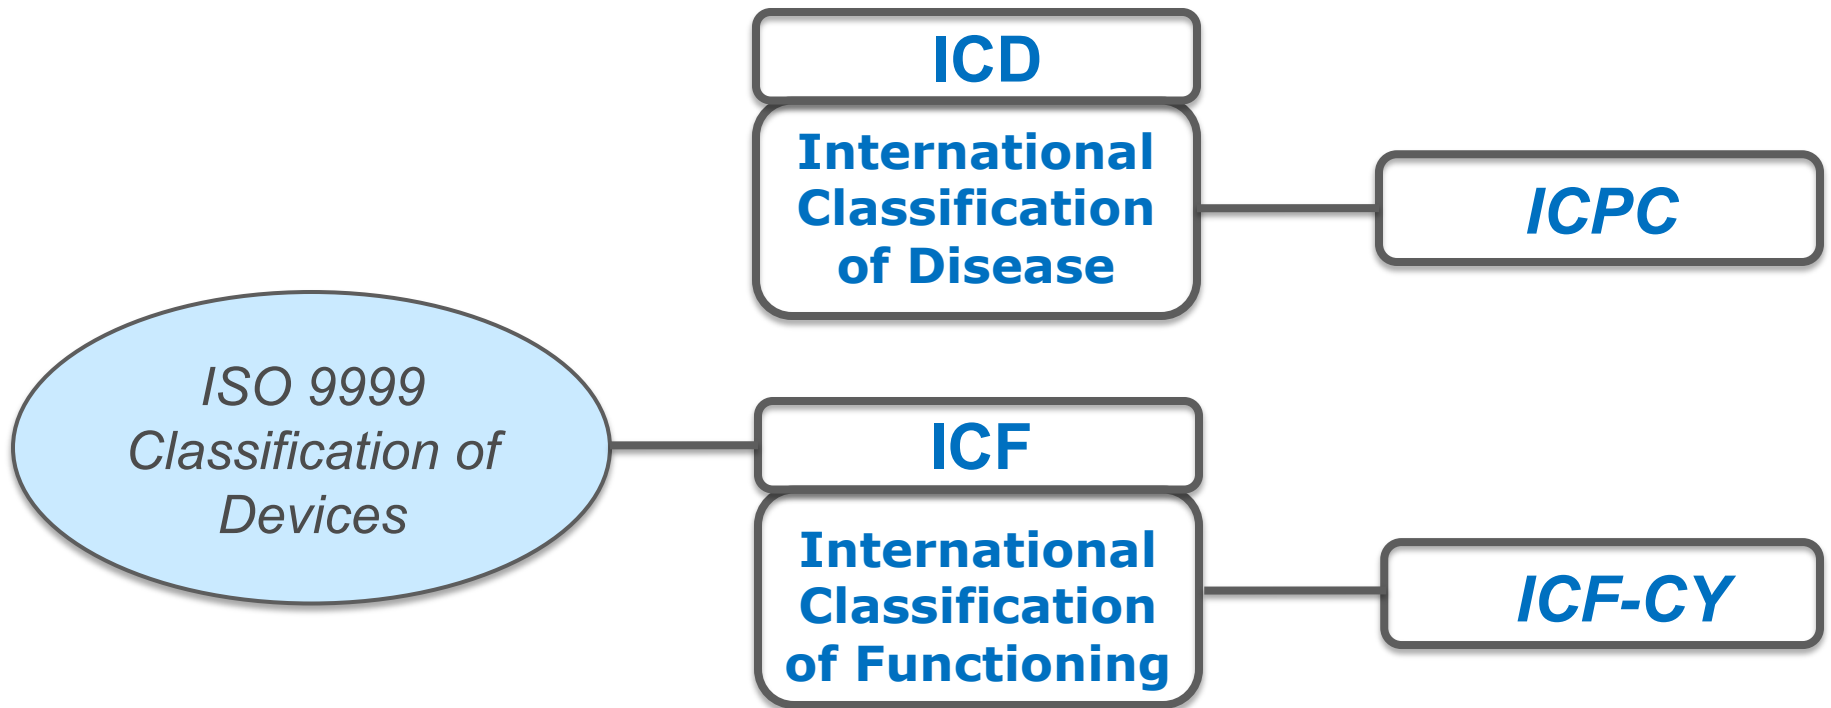 ICD
International
Classification
of Disease
ICPC
ISO 9999
Classification of
Devices
ICF
International
Classification
of Functioning
ICF-CY